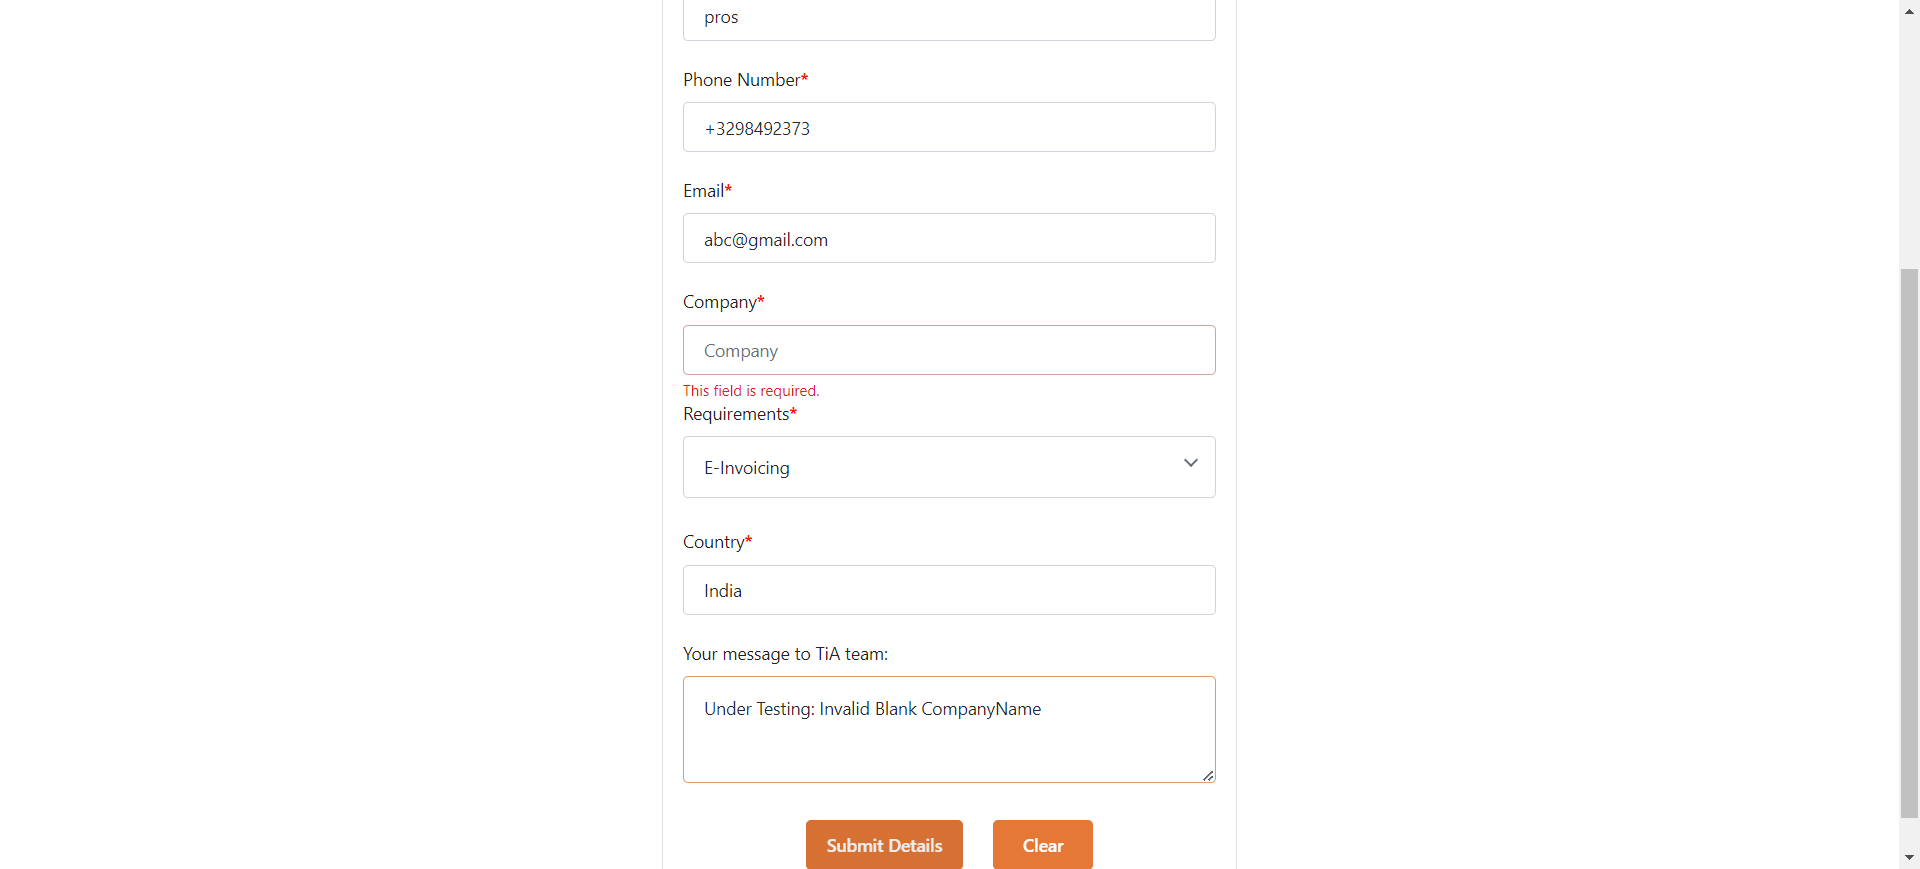 pros
Phone Number*
+3298492373
Email*
abc@gmail.com
Company*
Company
This field is required.
Requirements*
E-Invoicing
Country*
India
Your message to TiA team:
Under Testing: Invalid Blank CompanyName
Submit Details
Clear